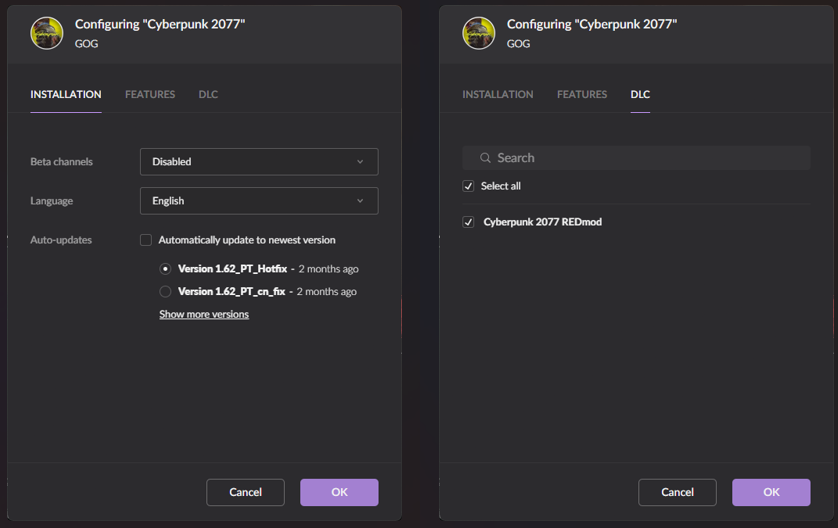 Configuring "Cyberpunk 2077"
GOG
INSTALLATION FEATURES DLC
Beta channels Disabled
Language English
Auto-updates Automatically update to newest version
Version 1.62_PT_Hotfix - 2 months ago
Version 1.62_PT_cn_fix - 2 months ago
Show more versions
Cancel OK
Configuring "Cyberpunk 2077"
GOG
INSTALLATION FEATURES DLC
Search
Select all
Cyberpunk 2077 REDmod
Cancel OK